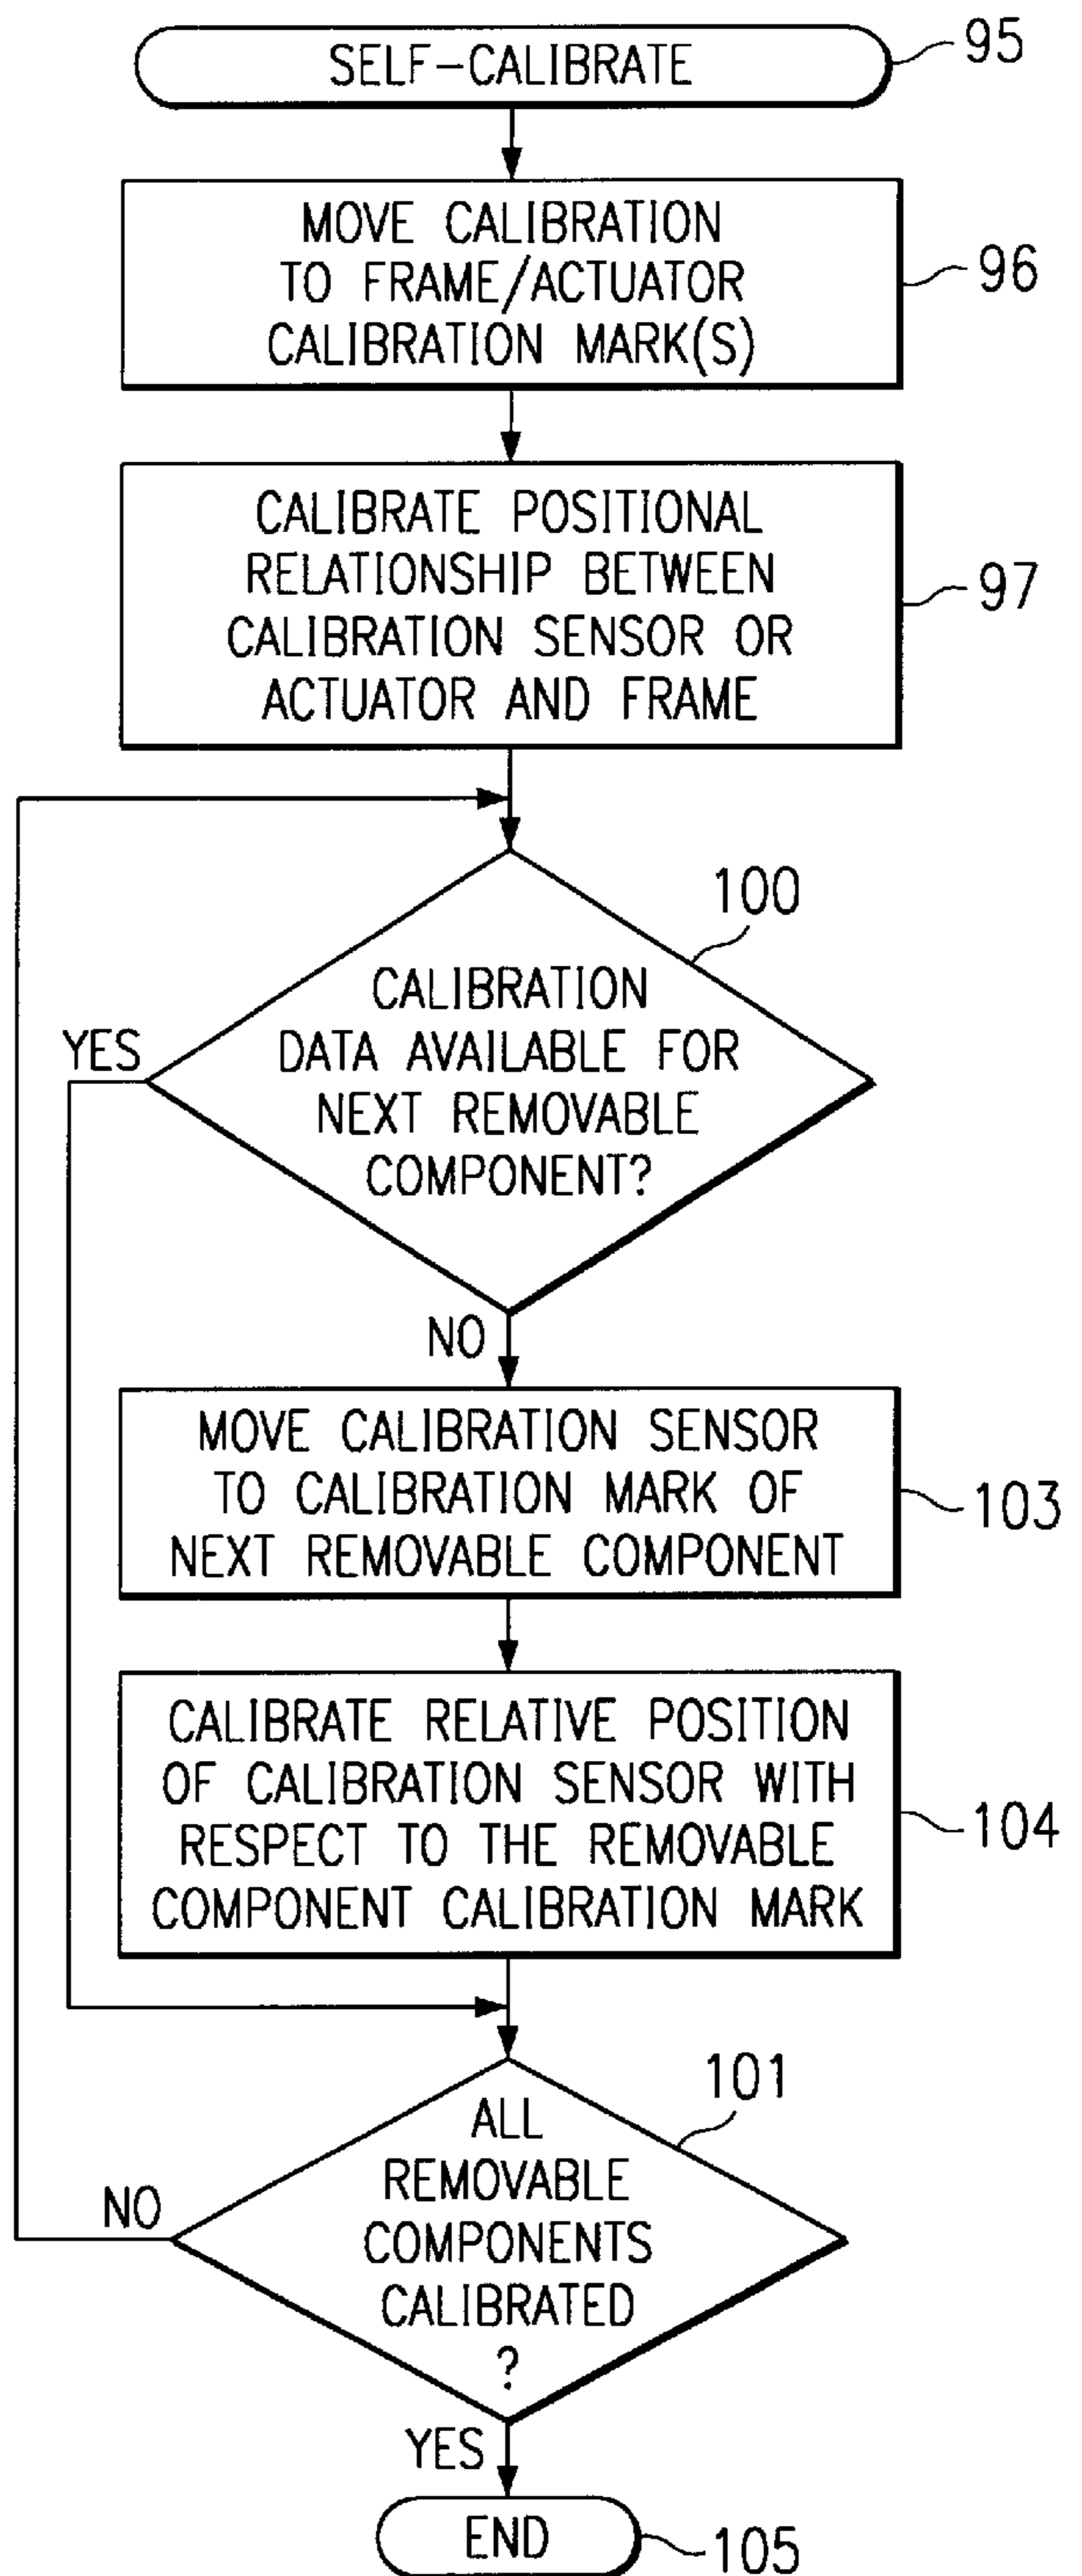 SELF-CALIBRATE
95
MOVE CALIBRATION
TO FRAME/ACTUATOR
CALIBRATION MARK(S)
96
CALIBRATE POSITIONAL
RELATIONSHIP BETWEEN
CALIBRATION SENSOR OR
ACTUATOR AND FRAME
97
100
CALIBRATION
DATA AVAILABLE FOR
NEXT REMOVABLE
COMPONENT?
YES
NO
MOVE CALIBRATION SENSOR
TO CALIBRATION MARK OF
NEXT REMOVABLE COMPONENT
103
CALIBRATE RELATIVE POSITION
OF CALIBRATION SENSOR WITH
RESPECT TO THE REMOVABLE
COMPONENT CALIBRATION MARK
104
101
ALL
REMOVABLE
COMPONENTS
CALIBRATED
?
NO
YES
END
105